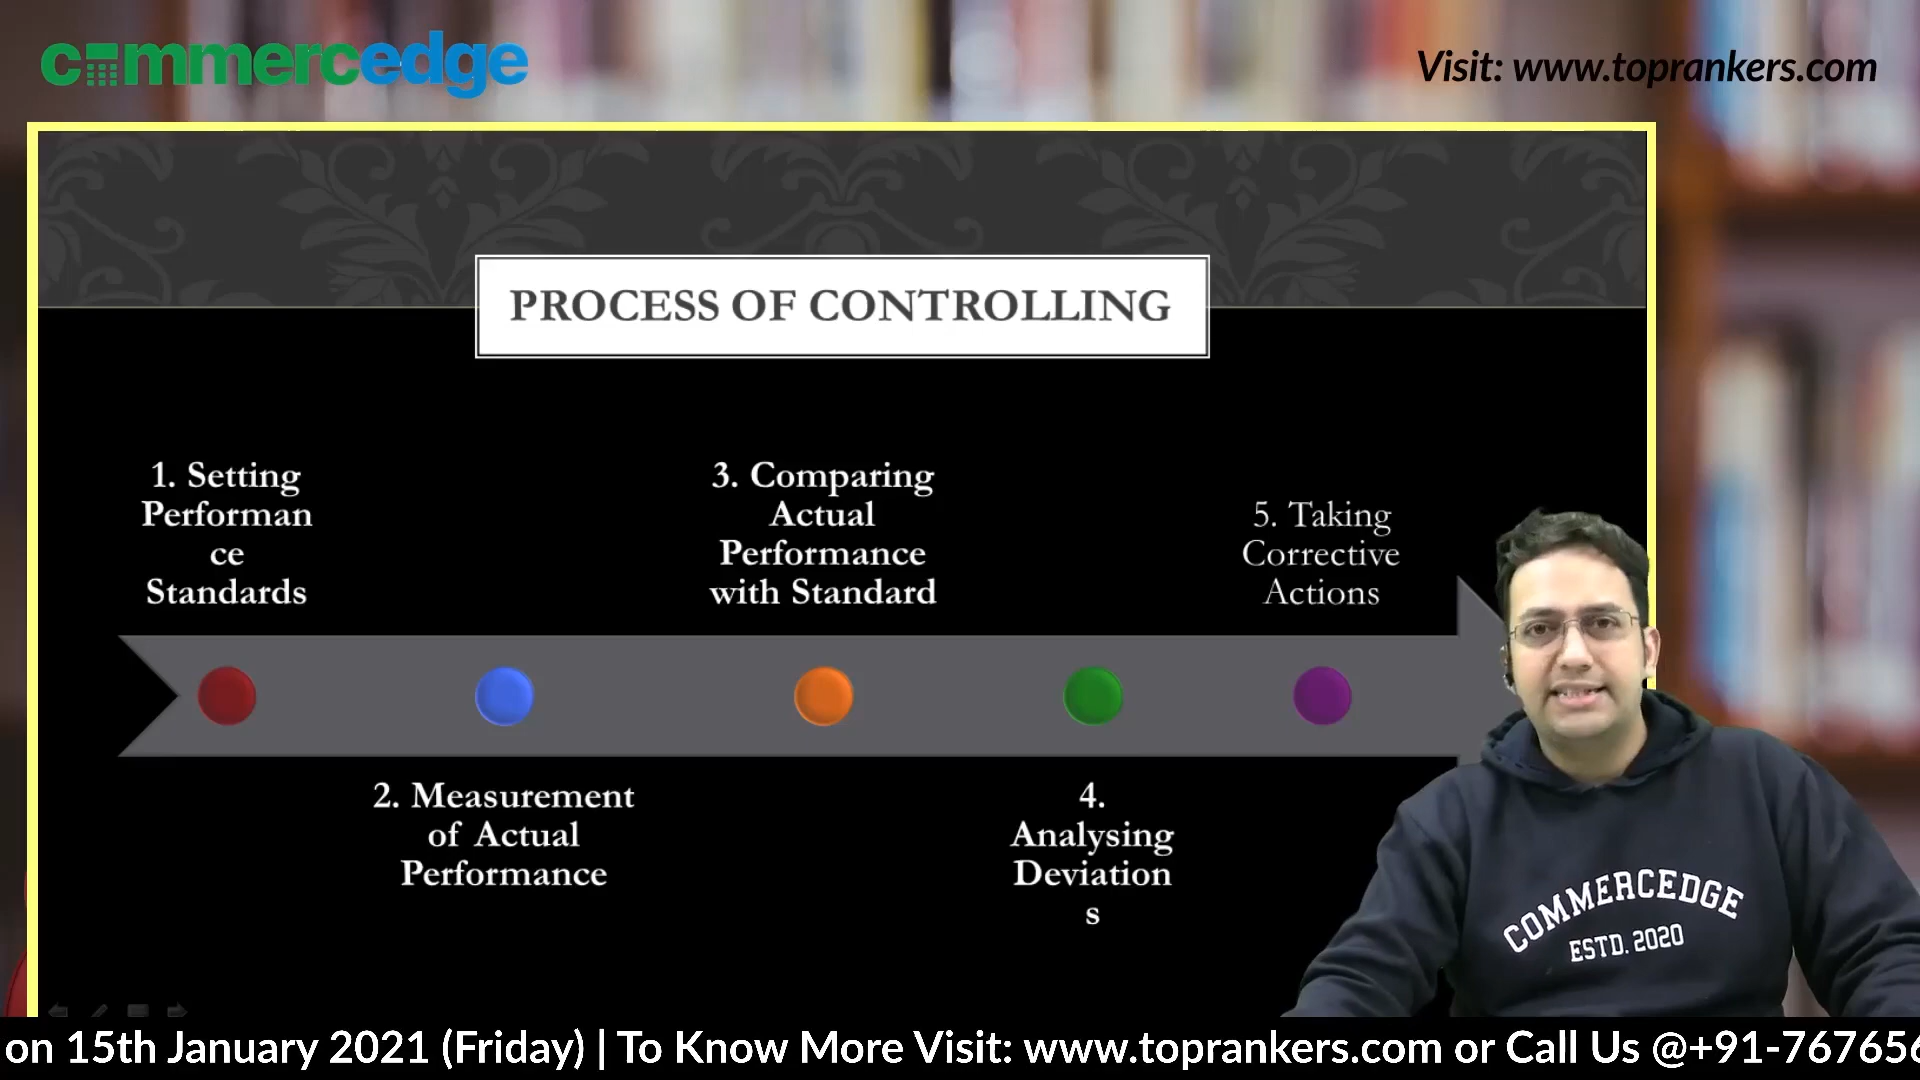 commercedge
Visit: www.toprankers.com
PROCESS OF CONTROLLING
1. Setting
Performan
ce
Standards
3. Comparing
Actual
Performance
with Standard
5. Taking
Corrective
Actions
2. Measurement
of Actual
Performance
4.
Analysing
Deviation
s
COMMERCEDGE
ESTD. 2020
on 15th January 2021 (Friday) | To Know More Visit: www.toprankers.com or Call Us @+91-767656